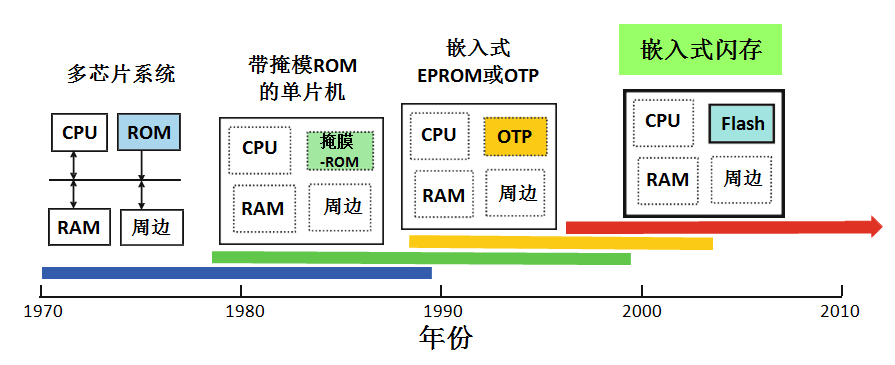 多芯片系统
CPU
ROM
RAM
周边
带掩模ROM
的单片机
CPU
掩膜
-ROM
RAM
周边
嵌入式
EPROM或OTP
CPU
OTP
RAM
周边
嵌入式闪存
CPU
Flash
RAM
周边
1970
1980
1990
2000
2010
年份